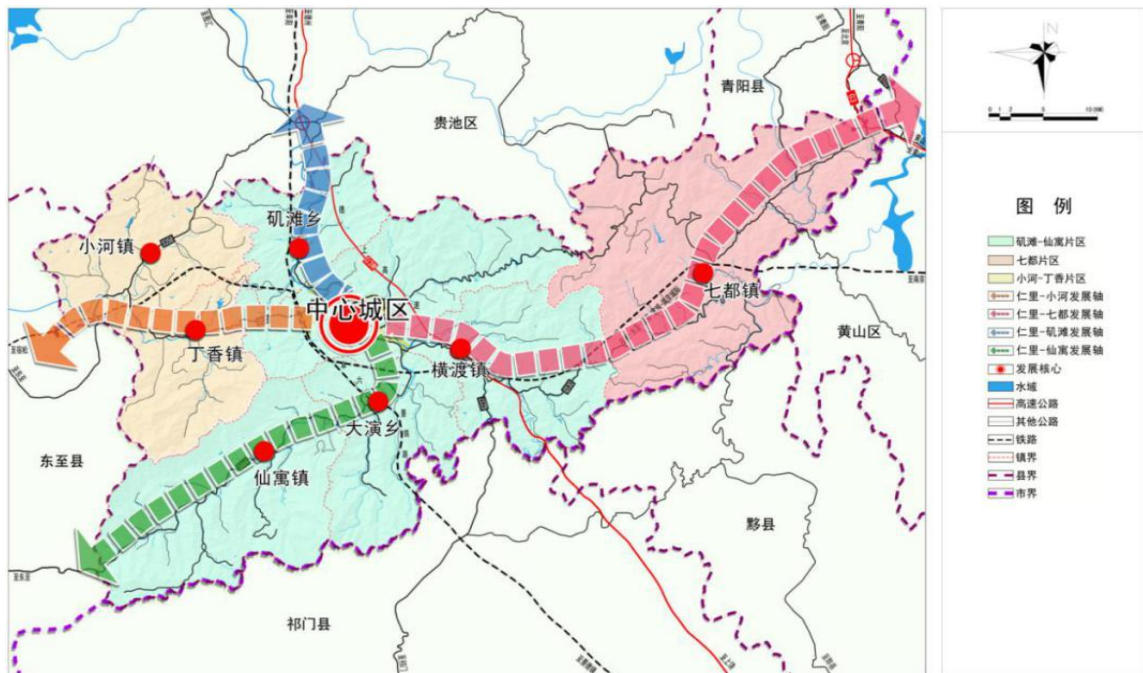 青阳县
贵池区
矶滩乡
小河镇
中心城区
七都镇
黄山区
丁香镇
横渡镇
大演乡
东至县
仙寓镇
黟县
祁门县
N
0 1 2 5 10
图 例
矶滩-仙寓片区
七都片区
小河-丁香片区
仁里-小河发展轴
仁里-七都发展轴
仁里-矶滩发展轴
仁里-仙寓发展轴
发展核心
水域
高速公路
其他公路
铁路
镇界
县界
市界